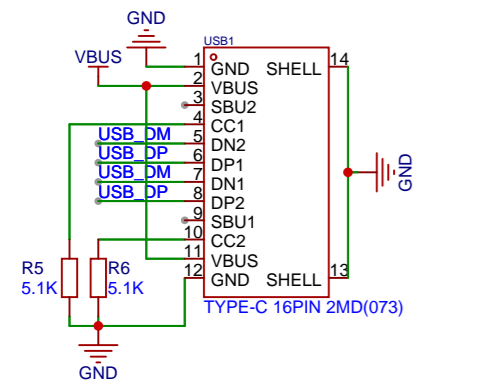 GND
USB1
VBUS
1 GND SHELL 14
2 VBUS
3 SBU2
4 CC1
USB_DM 5 DN2
USB_DP 6 DP1
USB_DM 7 DN1
USB_DP 8 DP2
9 SBU1
10 CC2
11 VBUS
12 GND SHELL 13
GND
R5 R6
5.1K 5.1K
TYPE-C 16PIN 2MD(073)
GND